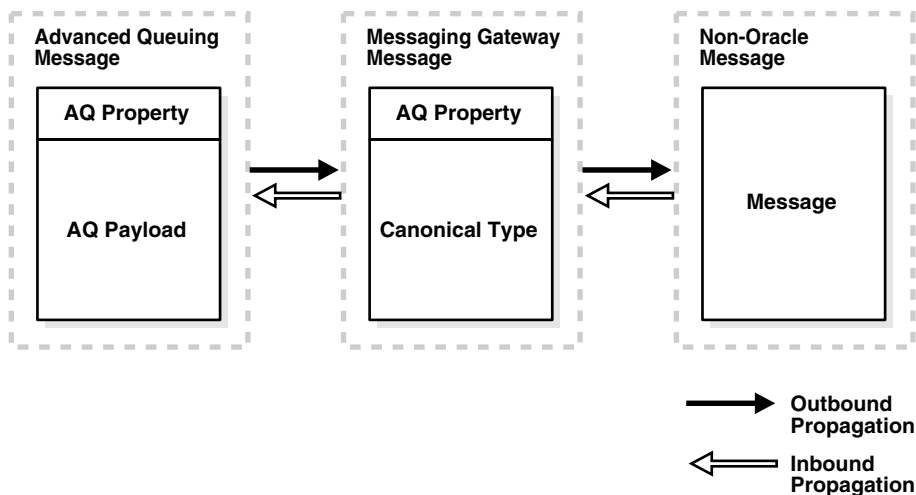 Advanced Queuing
Message
AQ Property
AQ Payload
Messaging Gateway
Message
AQ Property
Canonical Type
Non-Oracle
Message
Message
Outbound
Propagation
Inbound
Propagation